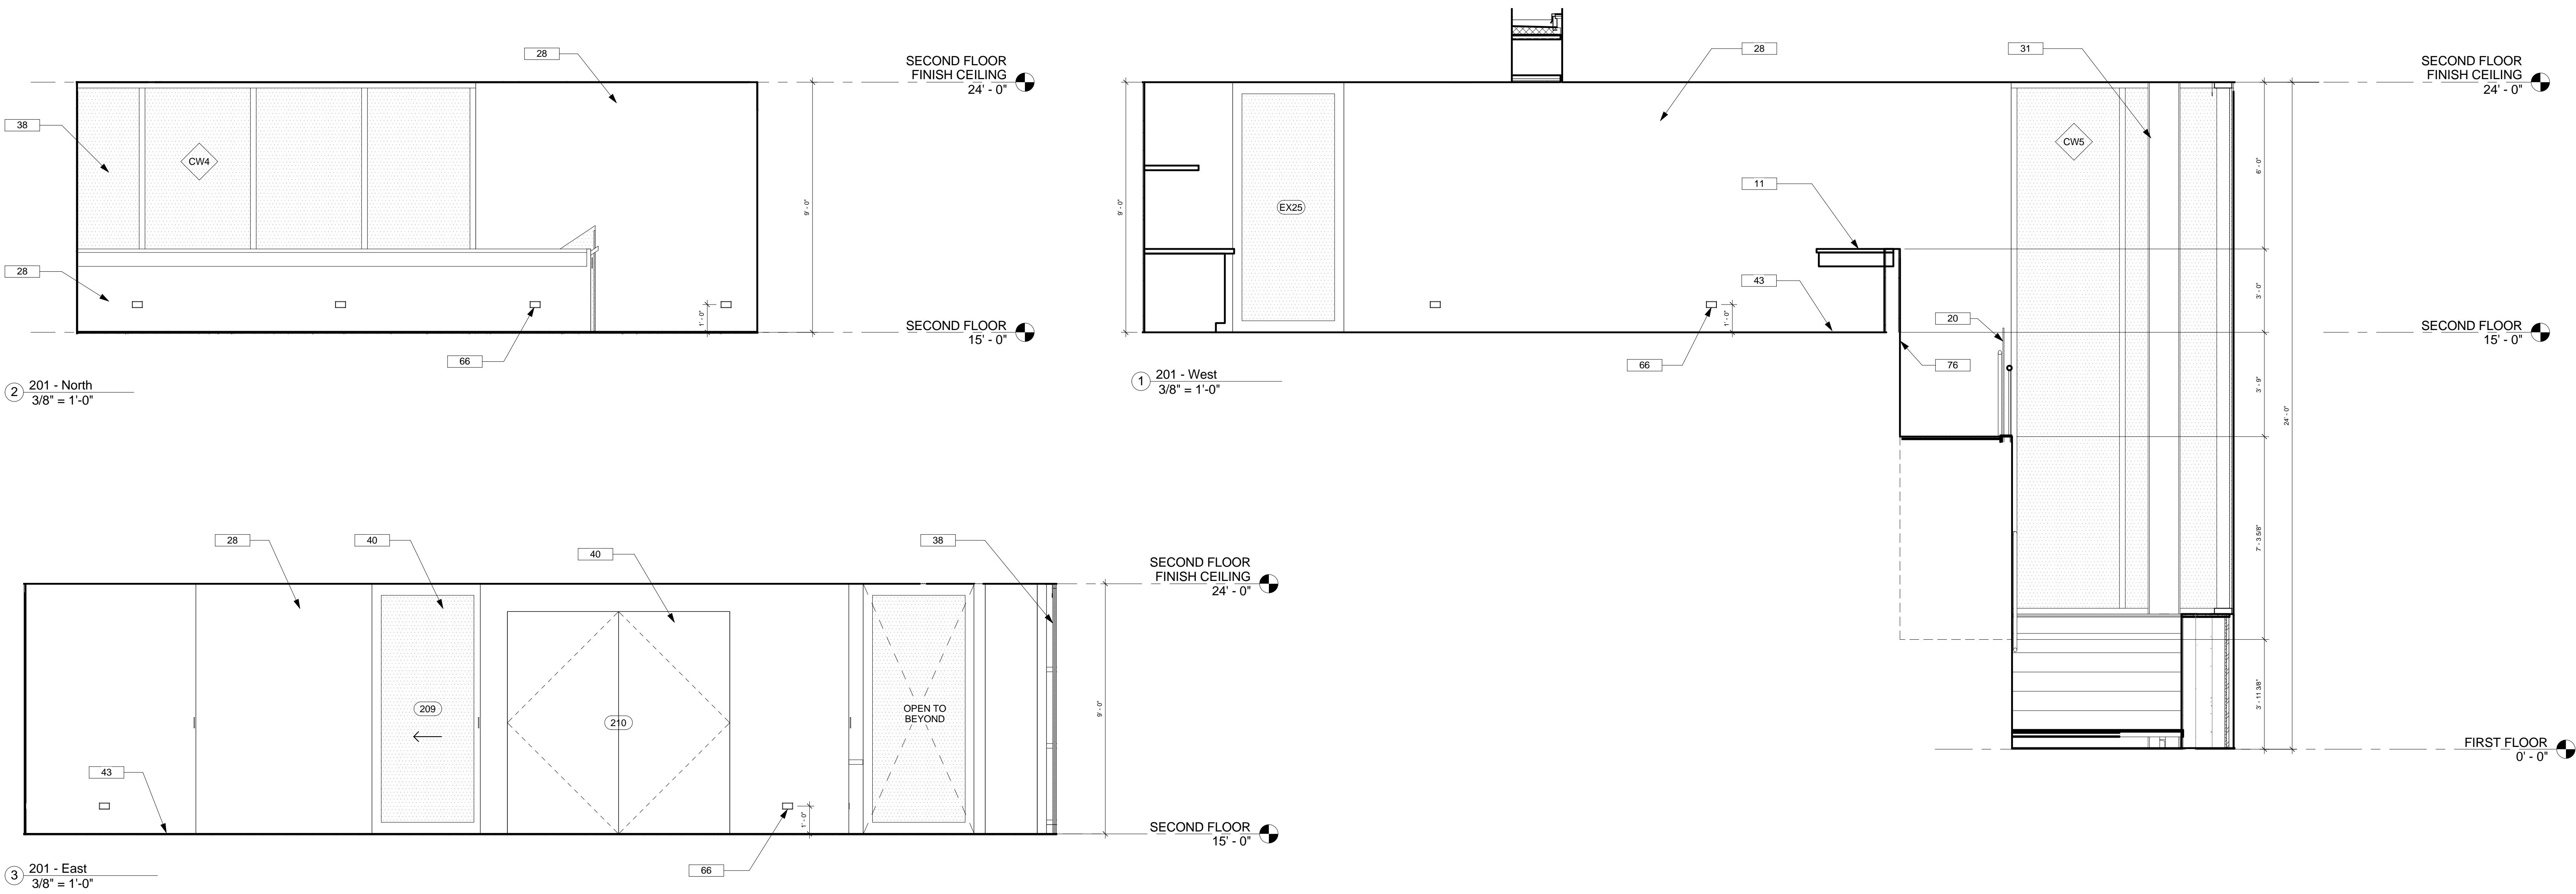 28
SECOND FLOOR
FINISH CEILING
24' - 0"
38
CW4
9' - 0"
28
1' - 0"
SECOND FLOOR
15' - 0"
66
2
201 - North
3/8" = 1'-0"
28
31
SECOND FLOOR
FINISH CEILING
24' - 0"
CW5
6' - 0"
11
9' - 0"
EX25
43
3' - 0"
1' - 0"
20
SECOND FLOOR
15' - 0"
66
76
3' - 9"
24' - 0"
1
201 - West
3/8" = 1'-0"
7' - 3 5/8"
3' - 11 3/8"
FIRST FLOOR
0' - 0"
28
40
40
38
SECOND FLOOR
FINISH CEILING
24' - 0"
209
210
OPEN TO
BEYOND
9' - 0"
43
1' - 0"
SECOND FLOOR
15' - 0"
66
3
201 - East
3/8" = 1'-0"